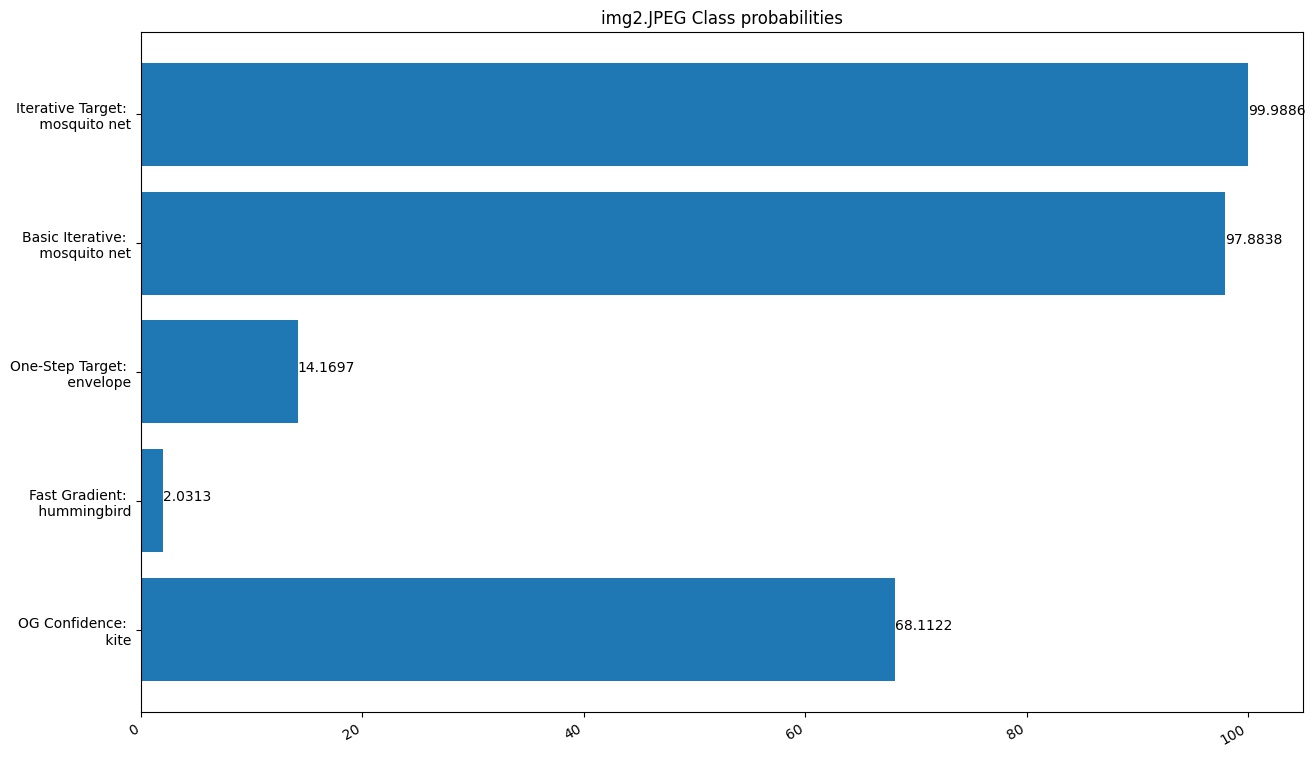 img2.JPEG Class probabilities
Iterative Target:
mosquito net
99.9886
Basic Iterative:
mosquito net
97.8838
One-Step Target:
envelope
14.1697
Fast Gradient:
hummingbird
2.0313
OG Confidence:
kite
68.1122
0 20 40 60 80 100